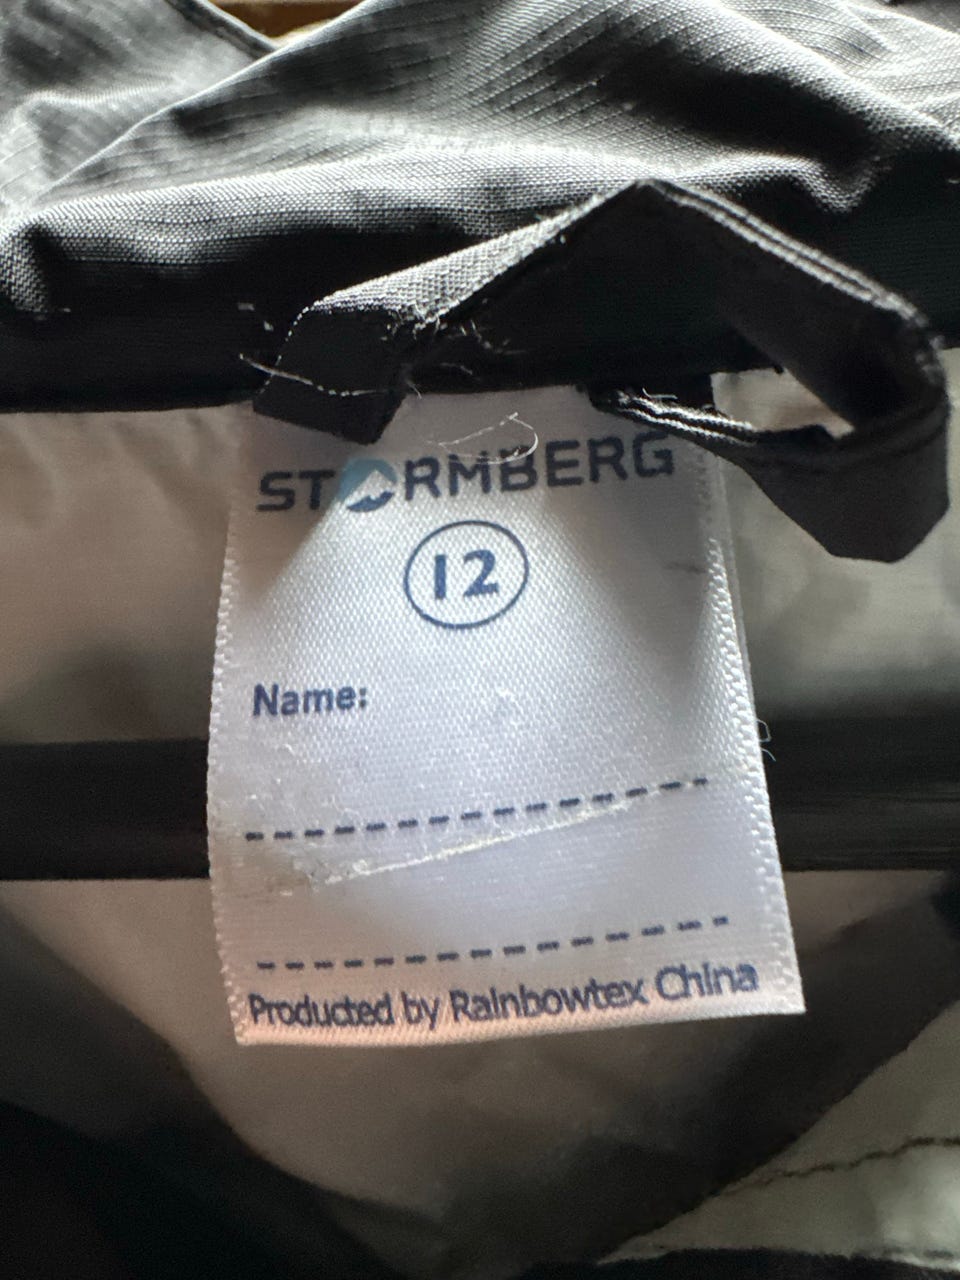 STORMBERG
12
Name:
Producted by Rainbowtex China